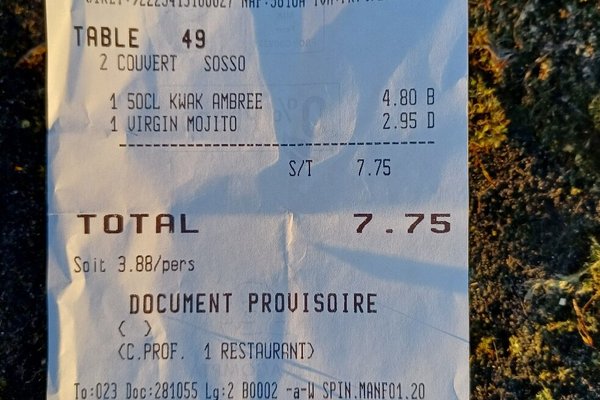 TABLE 49
2 COUVERT SOSSO
1 50CL KWAK AMBREE 4.80 B
1 VIRGIN MOJITO 2.95 D
S/T 7.75
TOTAL 7.75
Soit 3.88/pers
DOCUMENT PROVISOIRE
( )
(C.PROF. 1 RESTAURANT)
To:023 Doc:281055 Lg:2 B0002 -a-W SPIN.MANF01.20